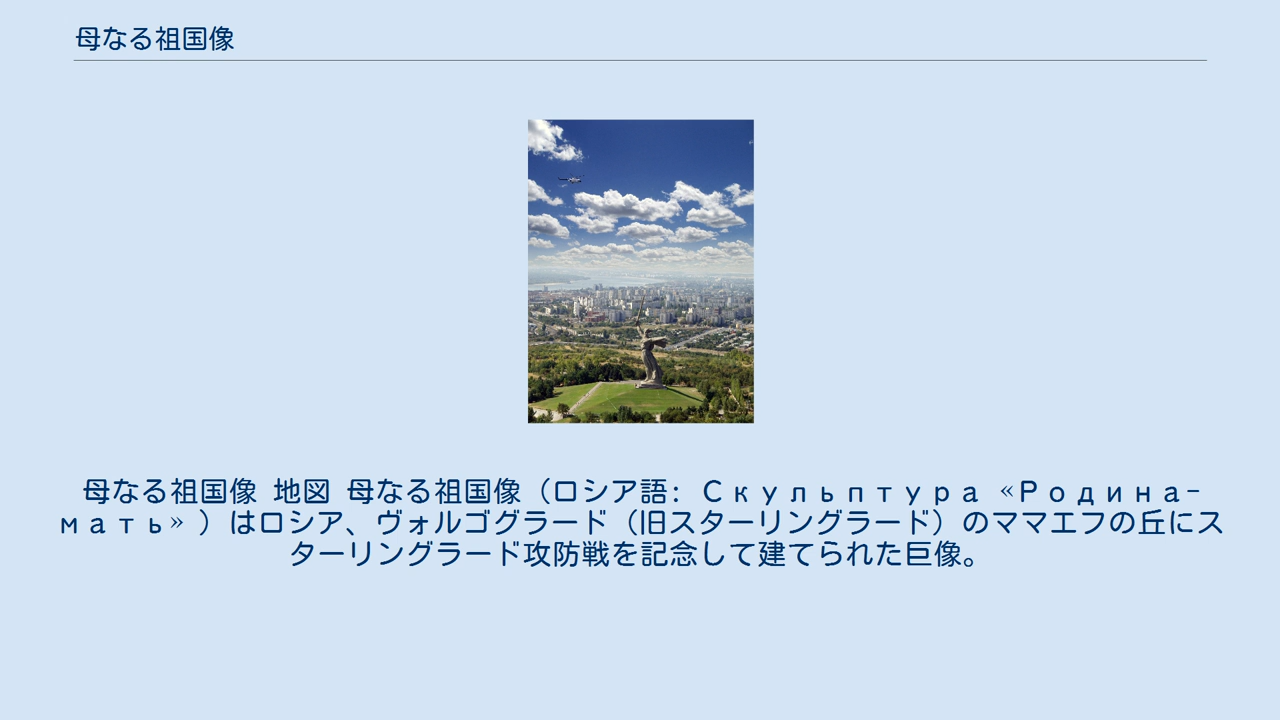 母なる祖国像
母なる祖国像 地図 母なる祖国像（ロシア語: Скульптура «Родина-
мать» ）はロシア、ヴォルゴグラード（旧スターリングラード）のママエフの丘にス
ターリングラード攻防戦を記念して建てられた巨像。